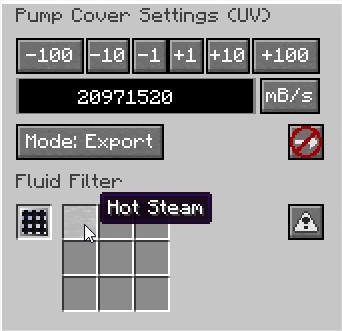 Pump Cover Settings (UV)
-100 -10 -1 +1 +10 +100
20971520 mB/s
Mode: Export
Fluid Filter
Hot Steam